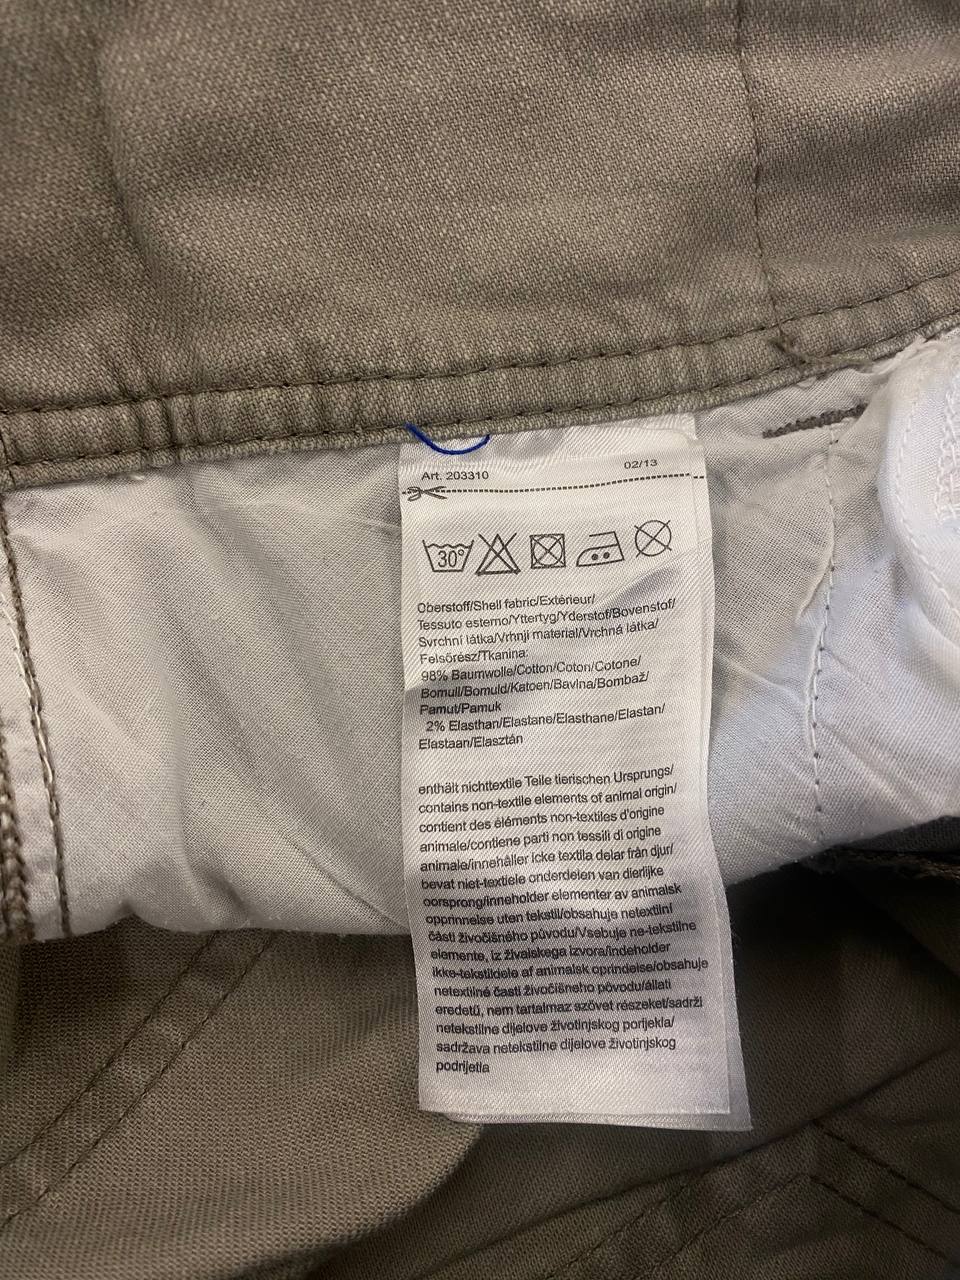 Art. 203310 02/13
30°
Oberstoff/Shell fabric/Extérieur/
Tessuto esterno/Yttertyg/Yderstof/Bovenstof/
Svrchní látka/Vrhnji material/Vrchná látka/
Felsőrész/Tkanina:
98% Baumwolle/Cotton/Coton/Cotone/
Bomull/Bomuld/Katoen/Bavlna/Bombaž/
Pamut/Pamuk
2% Elasthan/Elastane/Elasthane/Elastan/
Elastaan/Elasztán
enthält nichttextile Teile tierischen Ursprungs/
contains non-textile elements of animal origin/
contient des éléments non-textiles d'origine
animale/contiene parti non tessili di origine
animale/innehåller icke textila delar från djur/
bevat niet-textiele onderdelen van dierlijke
oorsprong/inneholder elementer av animalsk
opprinnelse uten tekstil/obsahuje netextilní
části živočišného původu/Vsebuje ne-tekstilne
elemente, iz živalskega izvora/Indeholder
ikke-tekstildele af animalsk oprindelse/obsahuje
netextilné časti živočišneho pôvodu/állati
eredetű, nem tartalmaz szövet részeket/sadrži
netekstilne dijelove životinjskog porijekla/
sadržava netekstilne dijelove životinjskog
podrijetla